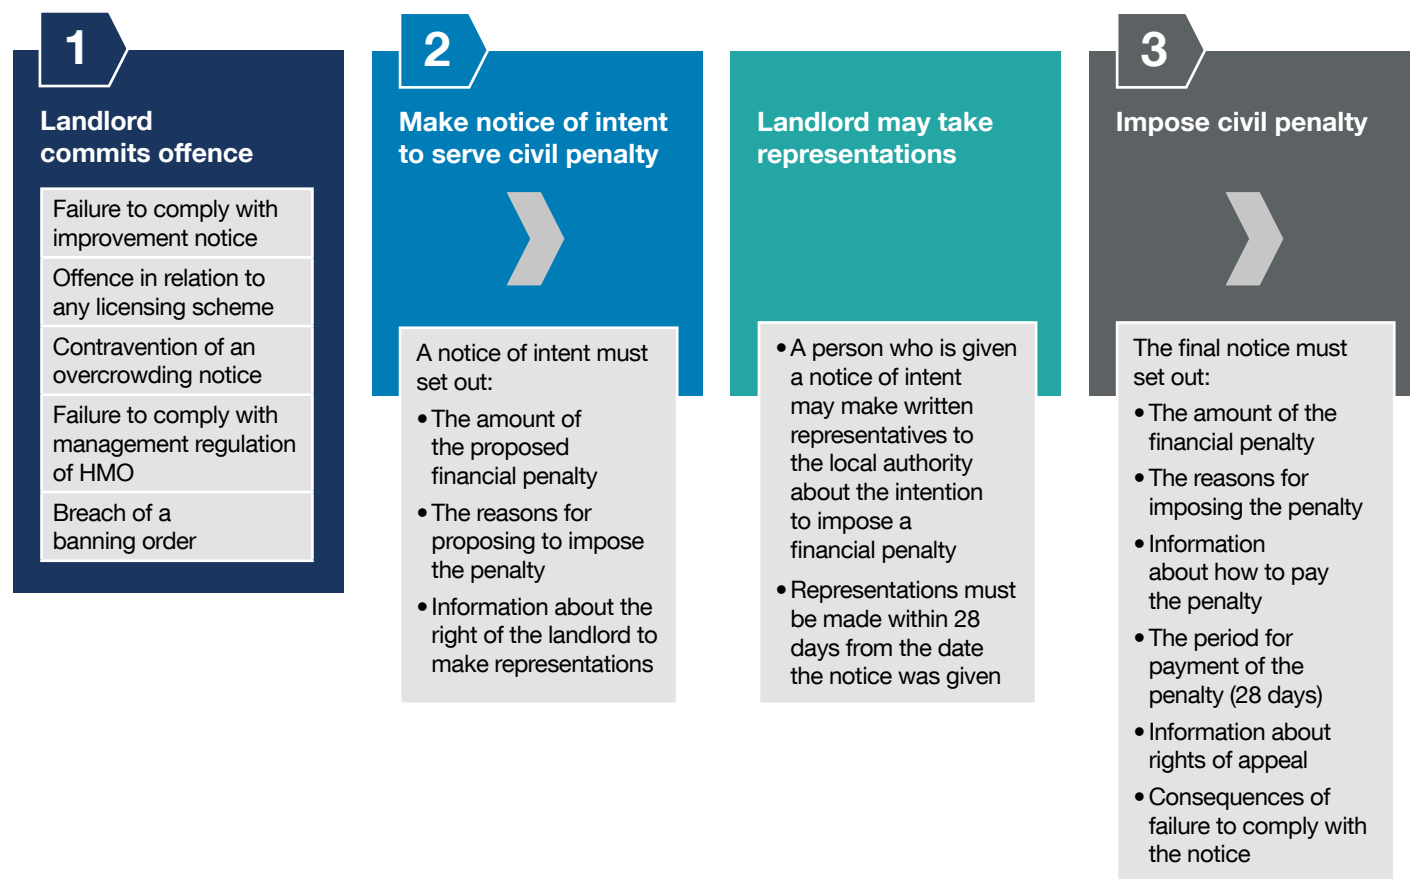 1
Landlord
commits offence
Failure to comply with
improvement notice
Offence in relation to
any licensing scheme
Contravention of an
overcrowding notice
Failure to comply with
management regulation
of HMO
Breach of a
banning order
2
Make notice of intent
to serve civil penalty
A notice of intent must
set out:
• The amount of
the proposed
financial penalty
• The reasons for
proposing to impose
the penalty
• Information about the
right of the landlord to
make representations
Landlord may take
representations
• A person who is given
a notice of intent
may make written
representatives to
the local authority
about the intention
to impose a
financial penalty
• Representations must
be made within 28
days from the date
the notice was given
3
Impose civil penalty
The final notice must
set out:
• The amount of the
financial penalty
• The reasons for
imposing the penalty
• Information
about how to pay
the penalty
• The period for
payment of the
penalty (28 days)
• Information about
rights of appeal
• Consequences of
failure to comply with
the notice